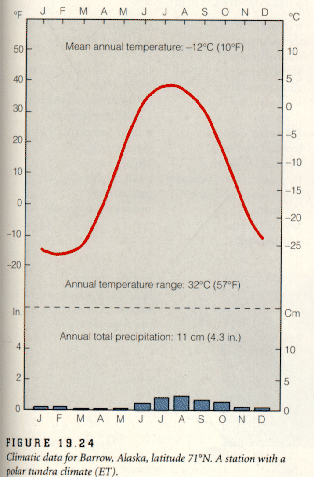 °F J F M A M J J A S O N D °C
50
40
30
20
10
0
–10
–20
10
5
0
–5
–10
–15
–20
–25
Mean annual temperature: –12°C (10°F)
Annual temperature range: 32°C (57°F)
In. Cm
Annual total precipitation: 11 cm (4.3 in.)
4
2
0
10
5
0
J F M A M J J A S O N D
FIGURE 19.24
Climatic data for Barrow, Alaska, latitude 71°N. A station with a
polar tundra climate (ET).